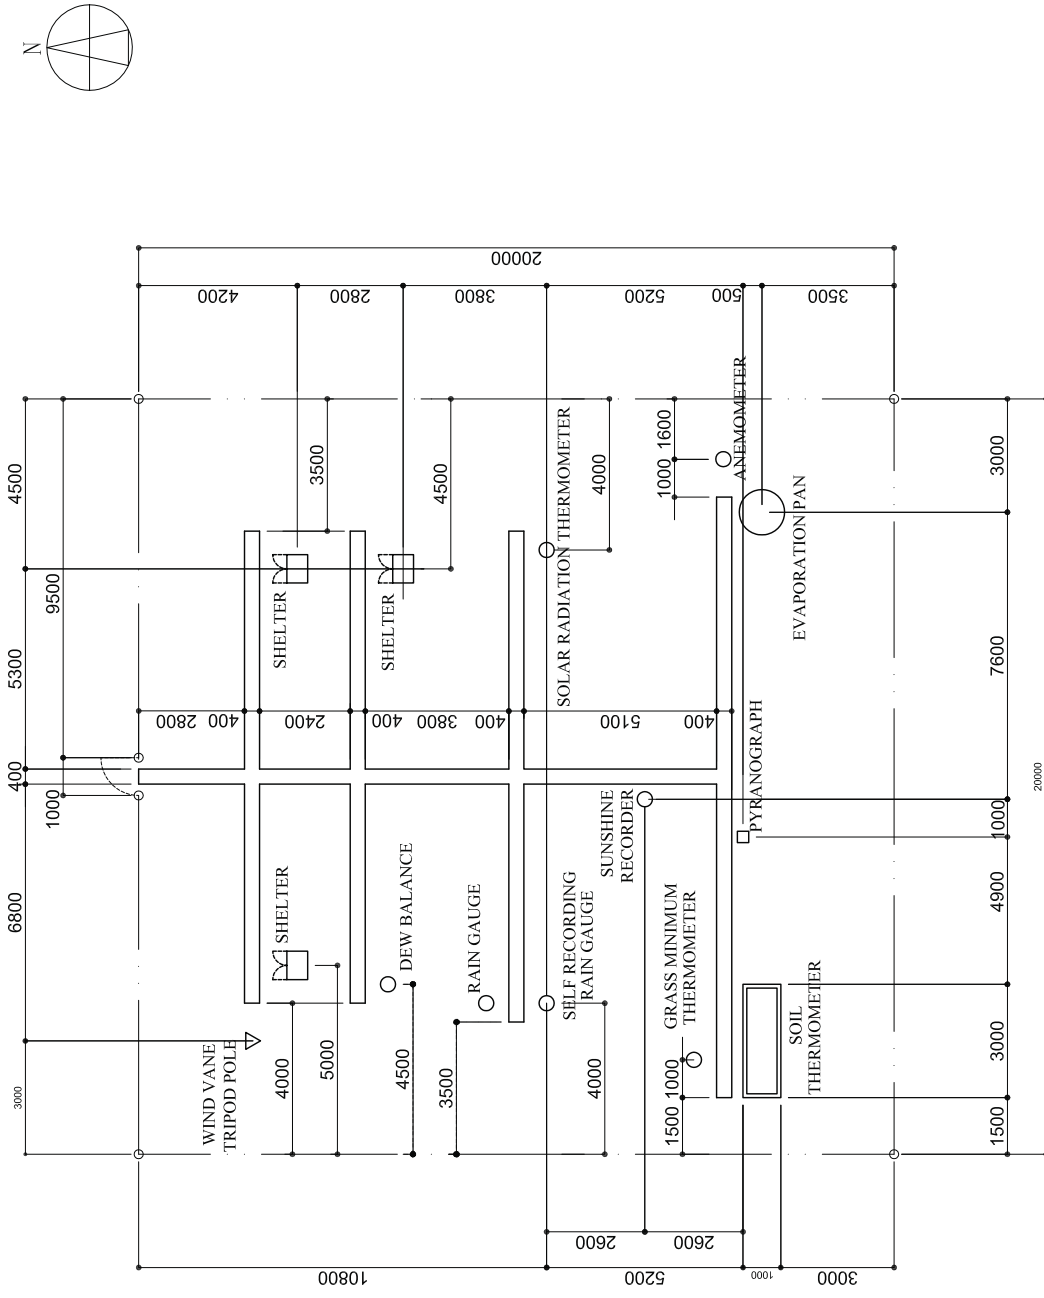 N
20000
4200
2800
3800
5200
500
3500
4500
9500
3500
4500
4000
1600
1000
3000
ANEMOMETER
SOLAR RADIATION THERMOMETER
EVAPORATION PAN
SHELTER
SHELTER
5300
7600
2800
400
2400
400
3800
400
5100
400
400
1000
PYRANOGRAPH
SUNSHINE
RECORDER
1000
20000
6800
SHELTER
DEW BALANCE
RAIN GAUGE
SELF RECORDING
RAIN GAUGE
GRASS MINIMUM
THERMOMETER
4900
SOIL
THERMOMETER
WIND VANE
TRIPOD POLE
3000
4000
5000
4500
3500
4000
1000
1500
3000
1500
2600
2600
10800
5200
1000
3000